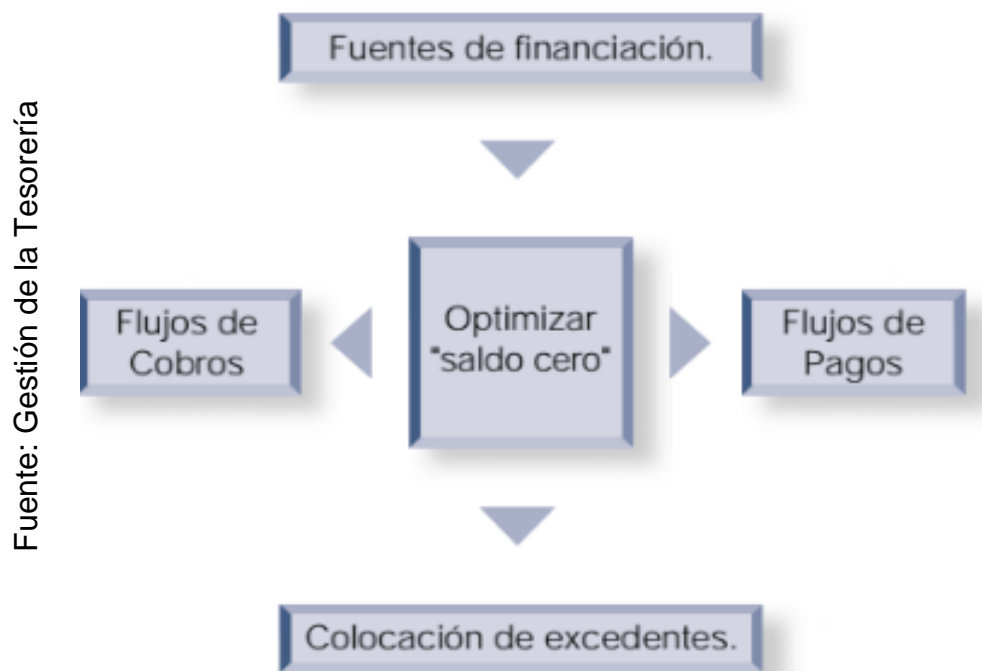 Fuentes de financiación.
Fuente: Gestión de la Tesorería
Flujos de
Cobros
Optimizar
"saldo cero"
Flujos de
Pagos
Colocación de excedentes.